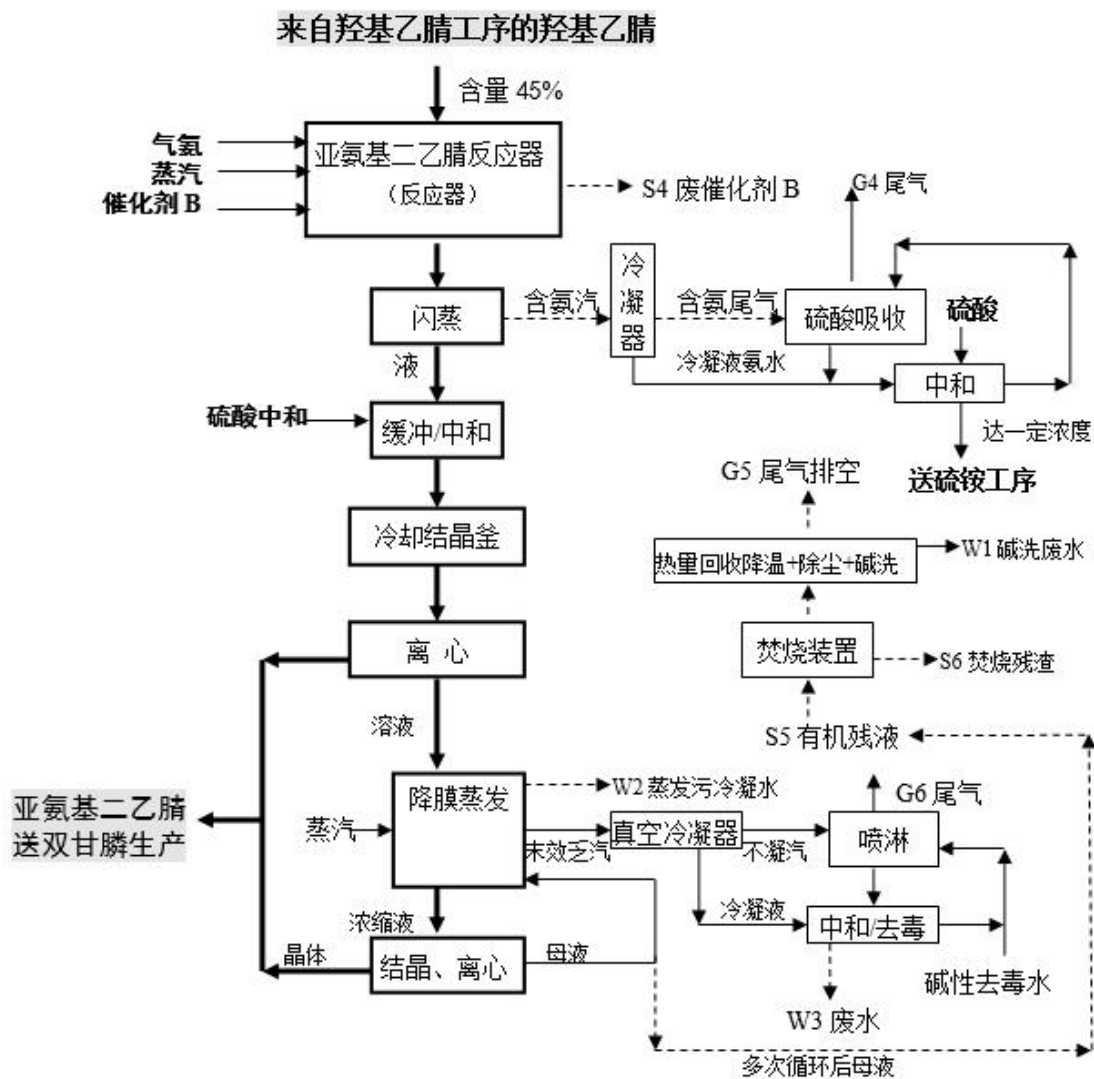 来自羟基乙腈工序的羟基乙腈
含量 45%
气氨
蒸汽
催化剂 B
亚氨基二乙腈反应器
（反应器）
S4 废催化剂 B
G4 尾气
闪蒸
含氨汽
冷凝器
含氨尾气
硫酸吸收
硫酸
液
冷凝液氨水
中和
硫酸中和
缓冲/中和
达一定浓度
送硫铵工序
G5 尾气排空
冷却结晶釜
热量回收降温+除尘+碱洗
W1 碱洗废水
离 心
焚烧装置
S6 焚烧残渣
溶液
S5 有机残液
亚氨基二乙腈
送双甘膦生产
蒸汽
降膜蒸发
W2 蒸发污冷凝水
G6 尾气
末效乏汽
真空冷凝器
不凝汽
喷淋
浓缩液
冷凝液
中和/去毒
晶体
结晶、离心
母液
碱性去毒水
W3 废水
多次循环后母液